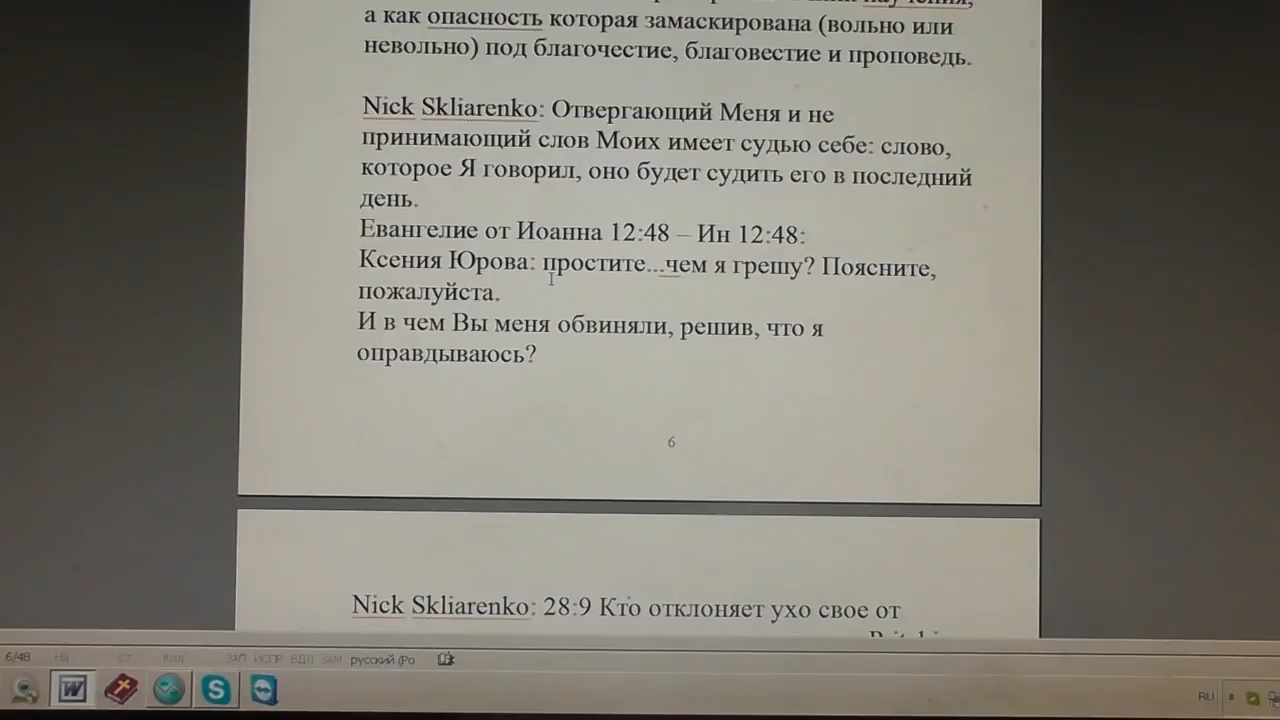 а как опасность которая замаскирована (вольно или
невольно) под благочестие, благовестие и проповедь.
Nick Skliarenko: Отвергающий Меня и не
принимающий слов Моих имеет судью себе: слово,
которое Я говорил, оно будет судить его в последний
день.
Евангелие от Иоанна 12:48 – Ин 12:48:
Ксения Юрова: простите...чем я грешу? Поясните,
пожалуйста.
И в чем Вы меня обвиняли, решив, что я
оправдываюсь?
6
Nick Skliarenko: 28:9 Кто отклоняет ухо свое от
6/48 На Ст Кол ЗАП ИСПР ВДЛ ЗАМ русский (Ро
RU